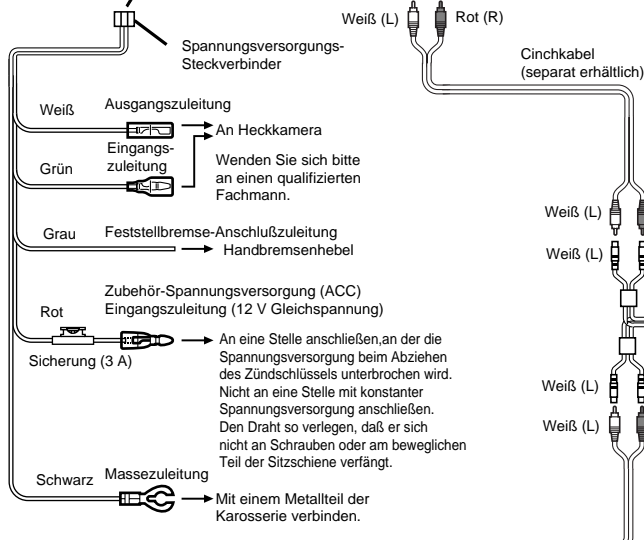 Weiß (L)
Rot (R)
Spannungsversorgungs-
Steckverbinder
Cinchkabel
(separat erhältlich)
Weiß
Ausgangszuleitung
An Heckkamera
Grün
Eingangs-
zuleitung
Wenden Sie sich bitte
an einen qualifizierten
Fachmann.
Grau
Feststellbremse-Anschlußzuleitung
Handbremsenhebel
Rot
Zubehör-Spannungsversorgung (ACC)
Eingangszuleitung (12 V Gleichspannung)
Sicherung (3 A)
An eine Stelle anschließen,an der die
Spannungsversorgung beim Abziehen
des Zündschlüssels unterbrochen wird.
Nicht an eine Stelle mit konstanter
Spannungsversorgung anschließen.
Den Draht so verlegen, daß er sich
nicht an Schrauben oder am beweglichen
Teil der Sitzschiene verfängt.
Schwarz
Massezuleitung
Mit einem Metallteil der
Karosserie verbinden.
Weiß (L)
Weiß (L)
Weiß (L)
Weiß (L)